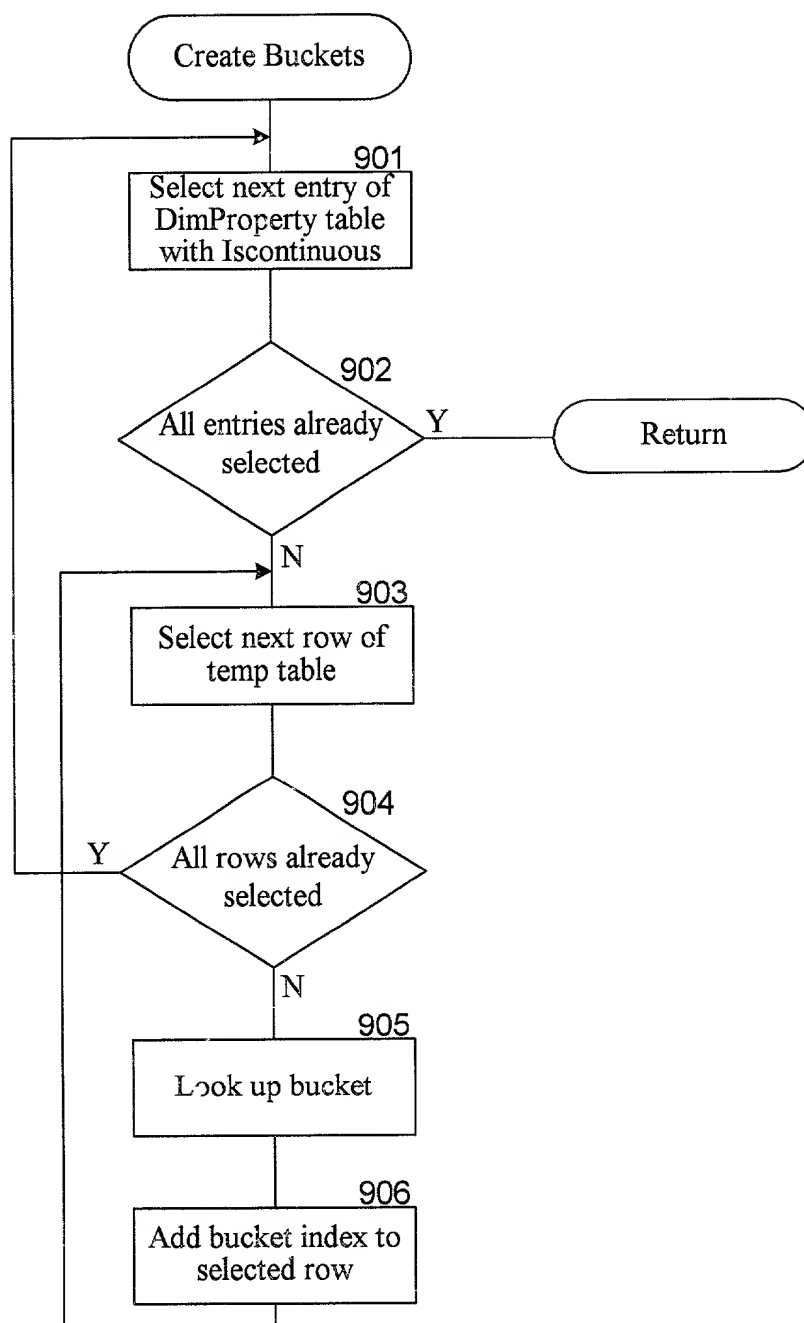 Create Buckets
901
Select next entry of
DimProperty table
with Iscontinuous
902
All entries already
selected
Y
Return
N
903
Select next row of
temp table
904
Y
All rows already
selected
N
905
Look up bucket
906
Add bucket index to
selected row